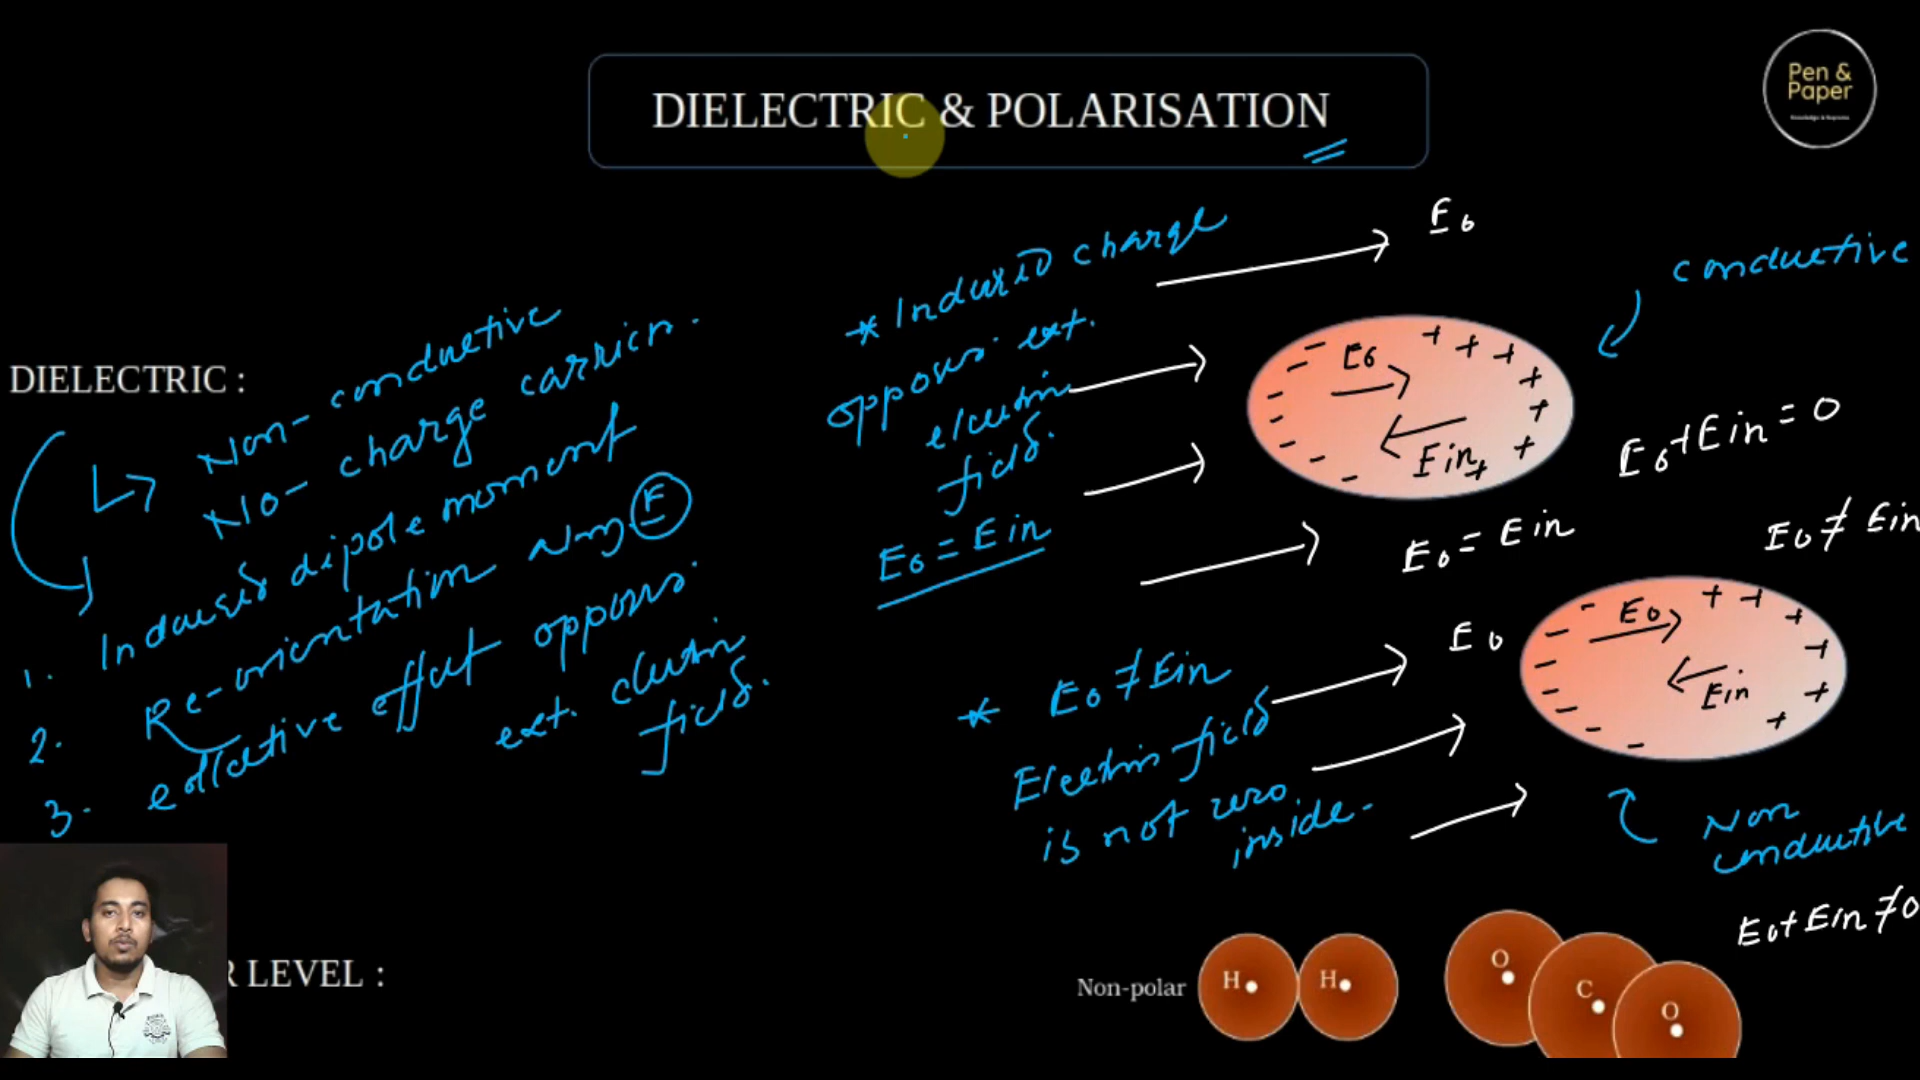 DIELECTRIC & POLARISATION
Pen &
Paper
DIELECTRIC :
Non-conductive
No-charge carrier.
1. Induced dipole moment
2. Re-orientation
E
3. collective effect opposes
ext. electric
field.
* Induced charge
opposes ext.
electric
field.
E₀ = Ein
E₀
conductive
- - - - - - - - -
+ + + + + + +
E₀
Ein
E₀+Ein = 0
E₀ = Ein
E₀ ≠ Ein
* E₀ ≠ Ein
Electric field
is not zero
inside.
E₀
E₀
Ein
Non
conductive
E₀+Ein ≠ 0
R LEVEL :
Non-polar
H H
O C O